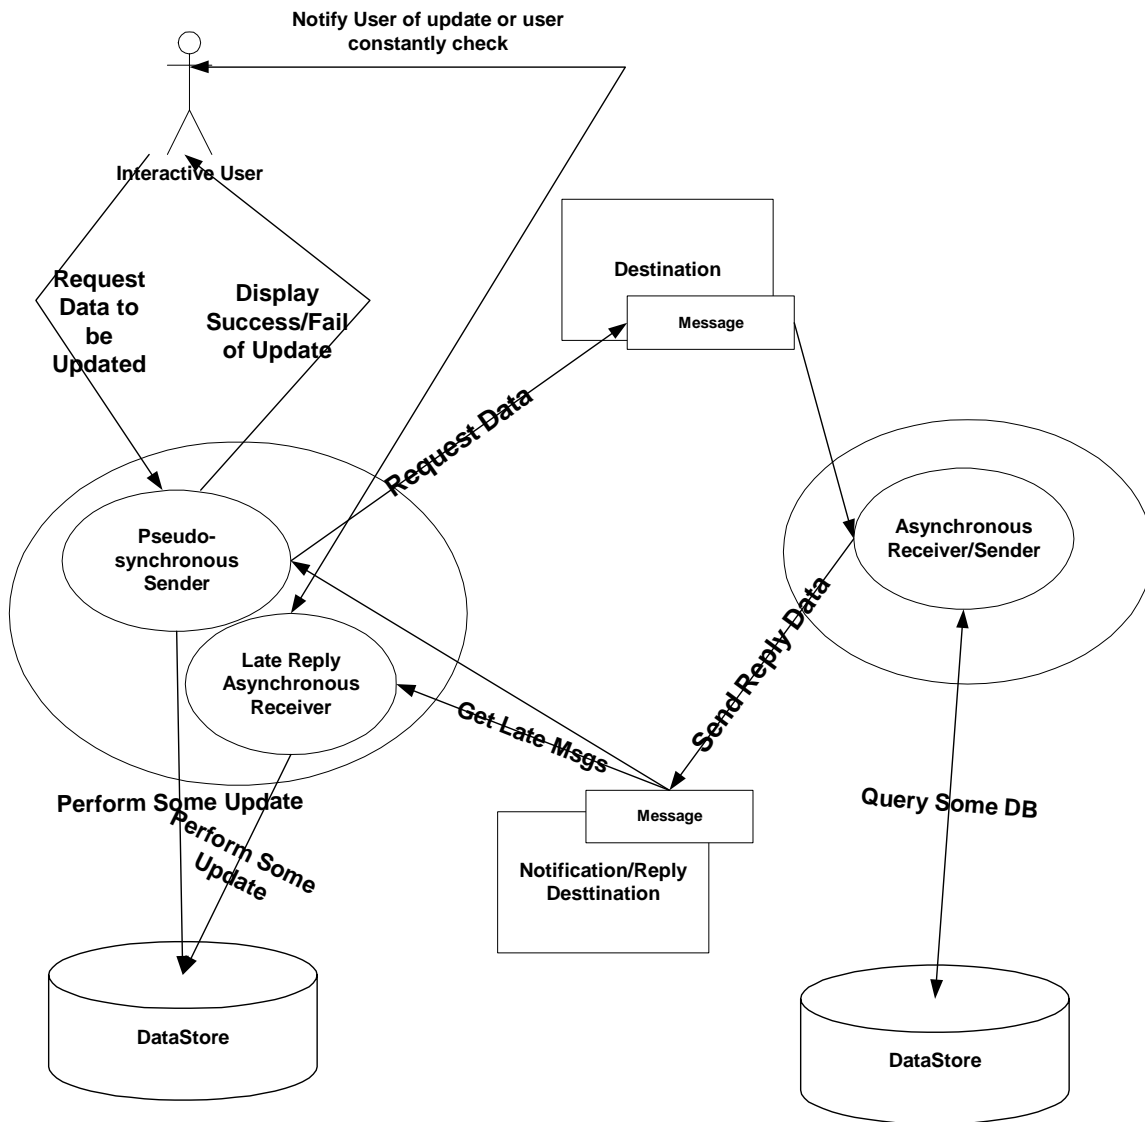 Notify User of update or user
constantly check
Interactive User
Request
Data to
be
Updated
Display
Success/Fail
of Update
Destination
Message
Request Data
Pseudo-
synchronous
Sender
Asynchronous
Receiver/Sender
Late Reply
Asynchronous
Receiver
Send Reply Data
Get Late Msgs
Perform Some Update
Perform Some
Update
Query Some DB
Message
Notification/Reply
Desttination
DataStore
DataStore